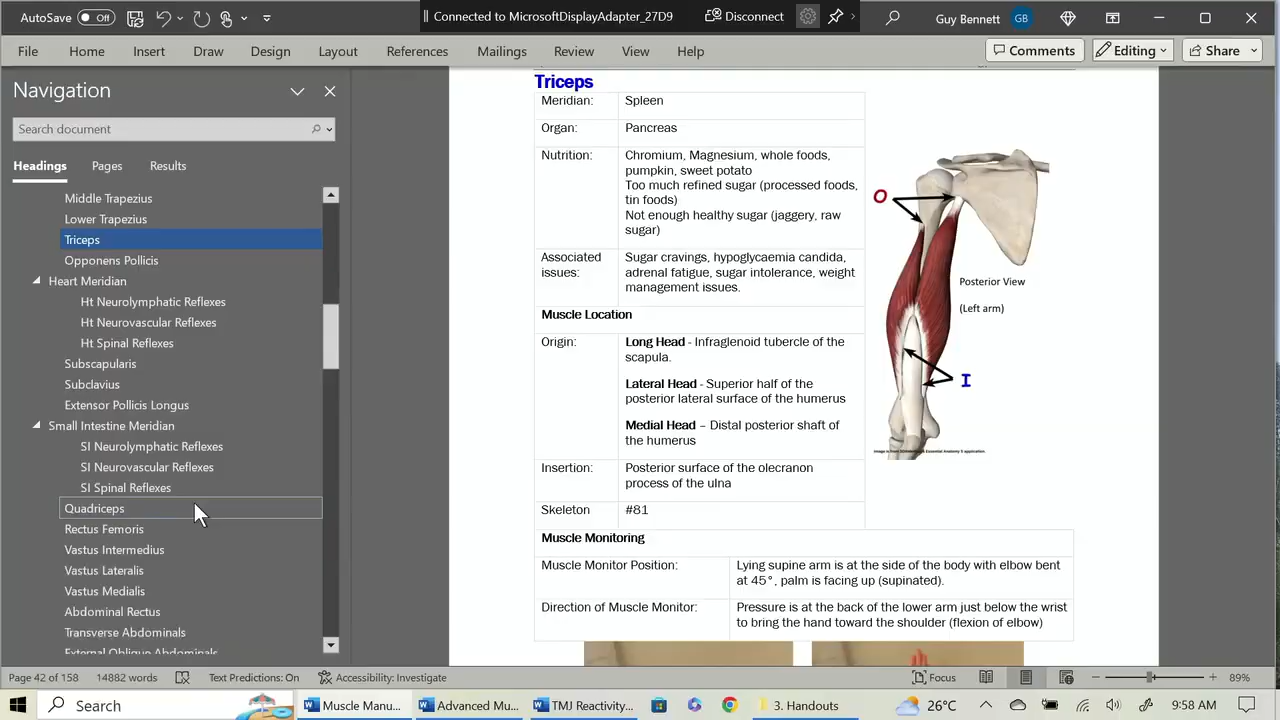 AutoSave Off
Connected to MicrosoftDisplayAdapter_27D9
Disconnect
Guy Bennett GB
File Home Insert Draw Design Layout References Mailings Review View Help
Comments Editing Share
Navigation
Search document
Headings Pages Results
Middle Trapezius
Lower Trapezius
Triceps
Opponens Pollicis
Heart Meridian
Ht Neurolymphatic Reflexes
Ht Neurovascular Reflexes
Ht Spinal Reflexes
Subscapularis
Subclavius
Extensor Pollicis Longus
Small Intestine Meridian
SI Neurolymphatic Reflexes
SI Neurovascular Reflexes
SI Spinal Reflexes
Quadriceps
Rectus Femoris
Vastus Intermedius
Vastus Lateralis
Vastus Medialis
Abdominal Rectus
Transverse Abdominals
External Oblique Abdominals
Triceps
Meridian: Spleen
Organ: Pancreas
Nutrition: Chromium, Magnesium, whole foods,
pumpkin, sweet potato
Too much refined sugar (processed foods,
tin foods)
Not enough healthy sugar (jaggery, raw
sugar)
Associated issues: Sugar cravings, hypoglycaemia candida,
adrenal fatigue, sugar intolerance, weight
management issues.
Muscle Location
Origin: Long Head - Infraglenoid tubercle of the
scapula.
Lateral Head - Superior half of the
posterior lateral surface of the humerus
Medial Head – Distal posterior shaft of
the humerus
Insertion: Posterior surface of the olecranon
process of the ulna
Skeleton #81
O
Posterior View
(Left arm)
I
Muscle Monitoring
Muscle Monitor Position: Lying supine arm is at the side of the body with elbow bent
at 45°, palm is facing up (supinated).
Direction of Muscle Monitor: Pressure is at the back of the lower arm just below the wrist
to bring the hand toward the shoulder (flexion of elbow)
Page 42 of 158 14882 words Text Predictions: On Accessibility: Investigate Focus 89%
Search Muscle Manu... Advanced Mu... TMJ Reactivity... 3. Handouts 26°C 9:58 AM